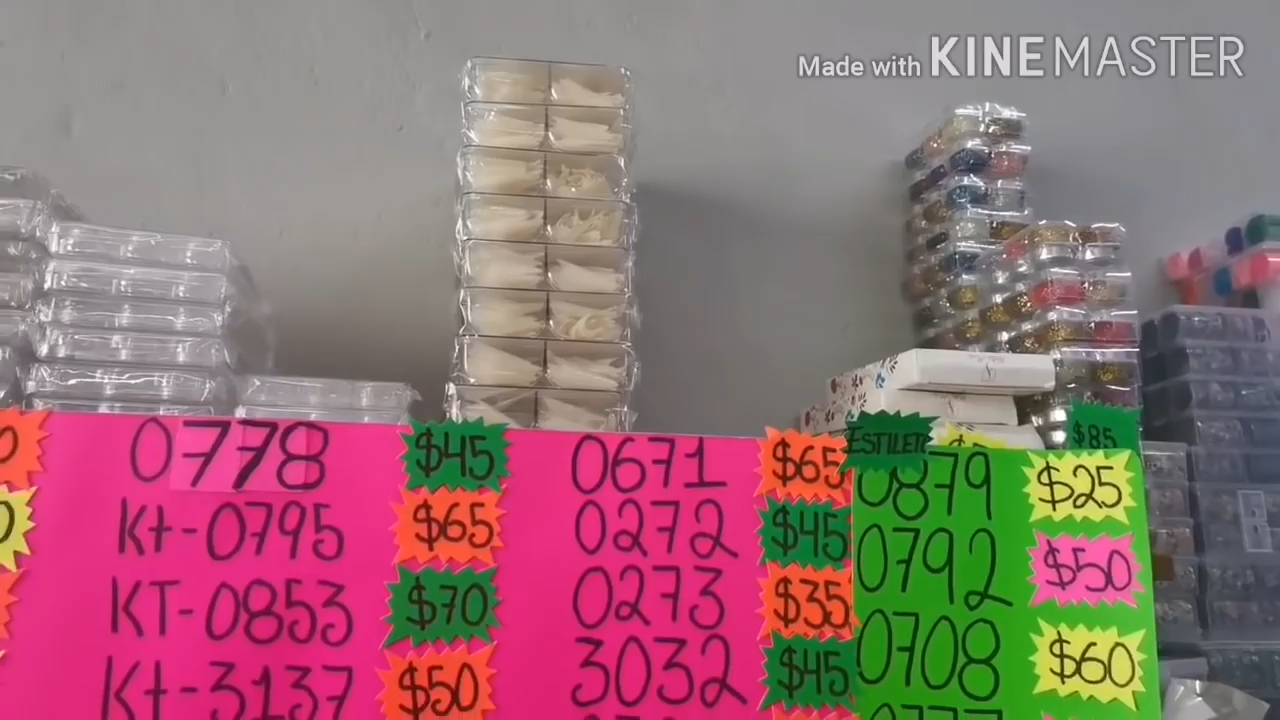 Made with KINEMASTER
0778 $45
Kt-0795 $65
KT-0853 $70
Kt-3137 $50
0671 $65
0272 $45
0273 $35
3032 $45
ESTILETE
$85
0879 $25
0792 $50
0708 $60